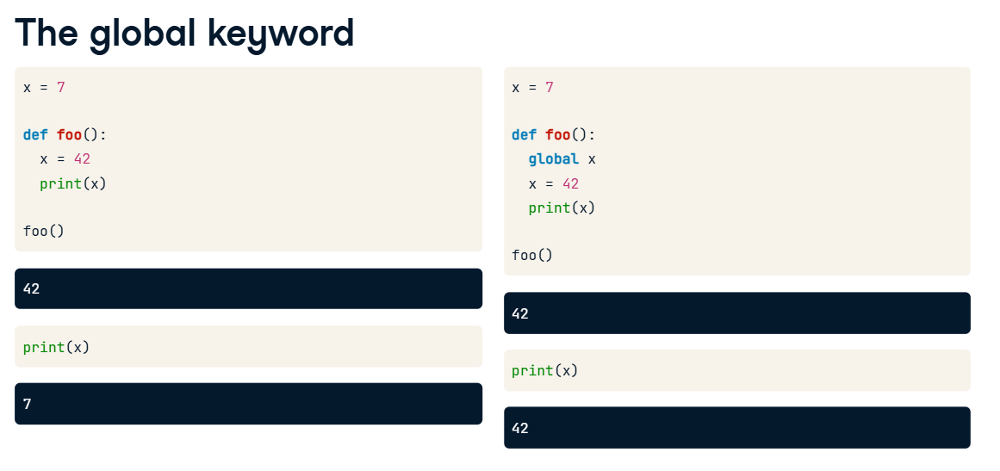 The global keyword
x = 7
def foo():
  x = 42
  print(x)
foo()
42
print(x)
7
x = 7
def foo():
  global x
  x = 42
  print(x)
foo()
42
print(x)
42